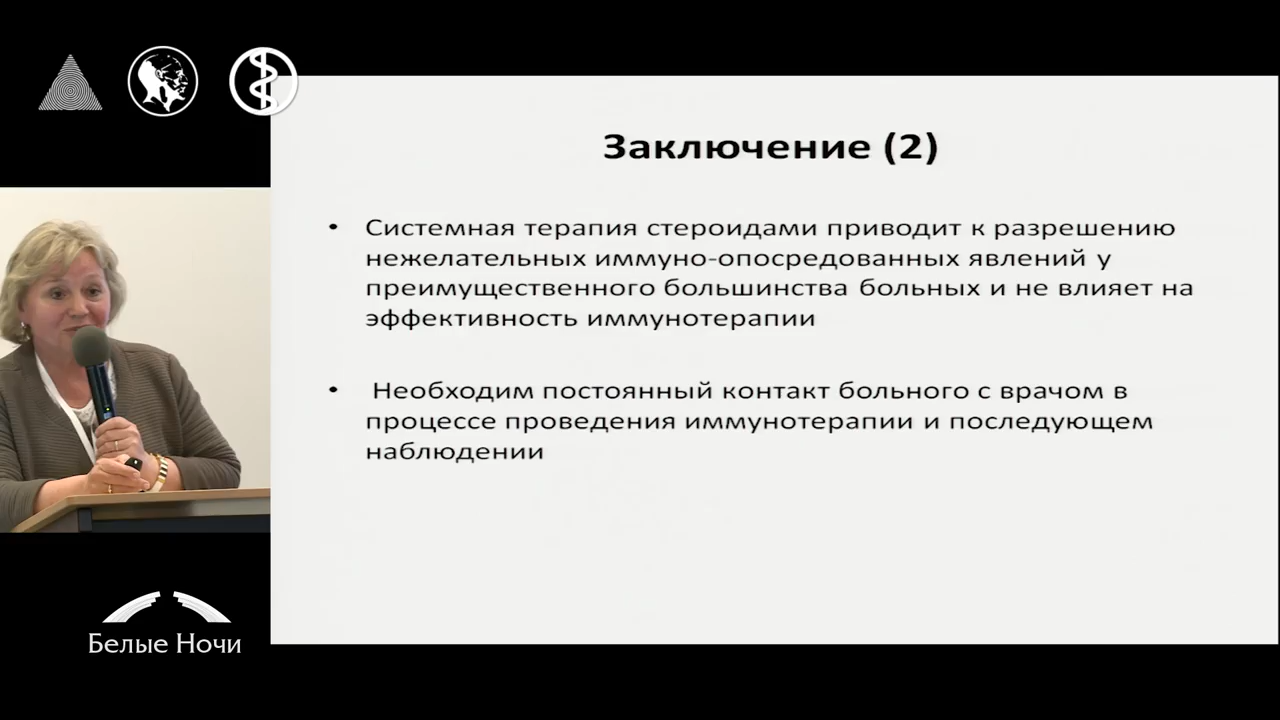 Заключение (2)
• Системная терапия стероидами приводит к разрешению
нежелательных иммуно-опосредованных явлений у
преимущественного большинства больных и не влияет на
эффективность иммунотерапии
• Необходим постоянный контакт больного с врачом в
процессе проведения иммунотерапии и последующем
наблюдении
Белые Ночи